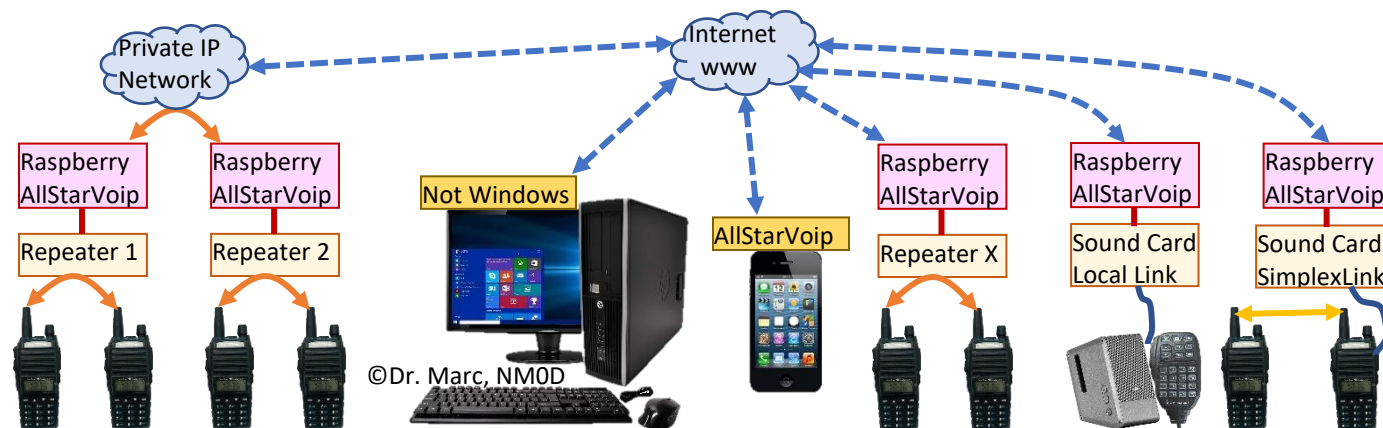 Private IP
Network
Internet
www
Raspberry
AllStarVoip
Raspberry
AllStarVoip
Not Windows
AllStarVoip
Raspberry
AllStarVoip
Raspberry
AllStarVoip
Raspberry
AllStarVoip
Repeater 1
Repeater 2
Repeater X
Sound Card
Local Link
Sound Card
SimplexLink
©Dr. Marc, NM0D